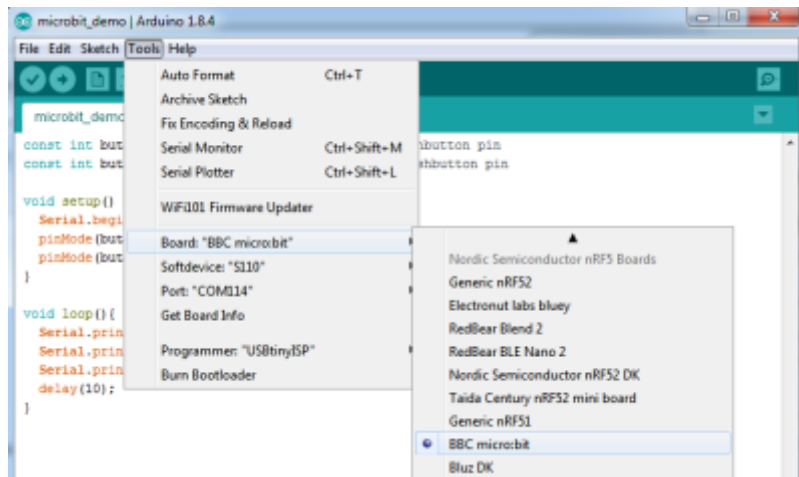 microbit_demo | Arduino 1.8.4
File Edit Sketch Tools Help
microbit_demo
Auto Format Ctrl+T
Archive Sketch
Fix Encoding & Reload
Serial Monitor Ctrl+Shift+M
Serial Plotter Ctrl+Shift+L
WiFi101 Firmware Updater
Board: "BBC micro:bit"
Softdevice: "S110"
Port: "COM114"
Get Board Info
Programmer: "USBtinyISP"
Burn Bootloader
const int but
hbutton pin
const int but
shbutton pin
void setup()
Serial.begi
pinMode(but
pinMode(but
}
void loop(){
Serial.prin
Serial.prin
Serial.prin
delay(10);
}
Nordic Semiconductor nRF5 Boards
Generic nRF52
Electronut labs bluey
RedBear Blend 2
RedBear BLE Nano 2
Nordic Semiconductor nRF52 DK
Taida Century nRF52 mini board
Generic nRF51
BBC micro:bit
Bluz DK